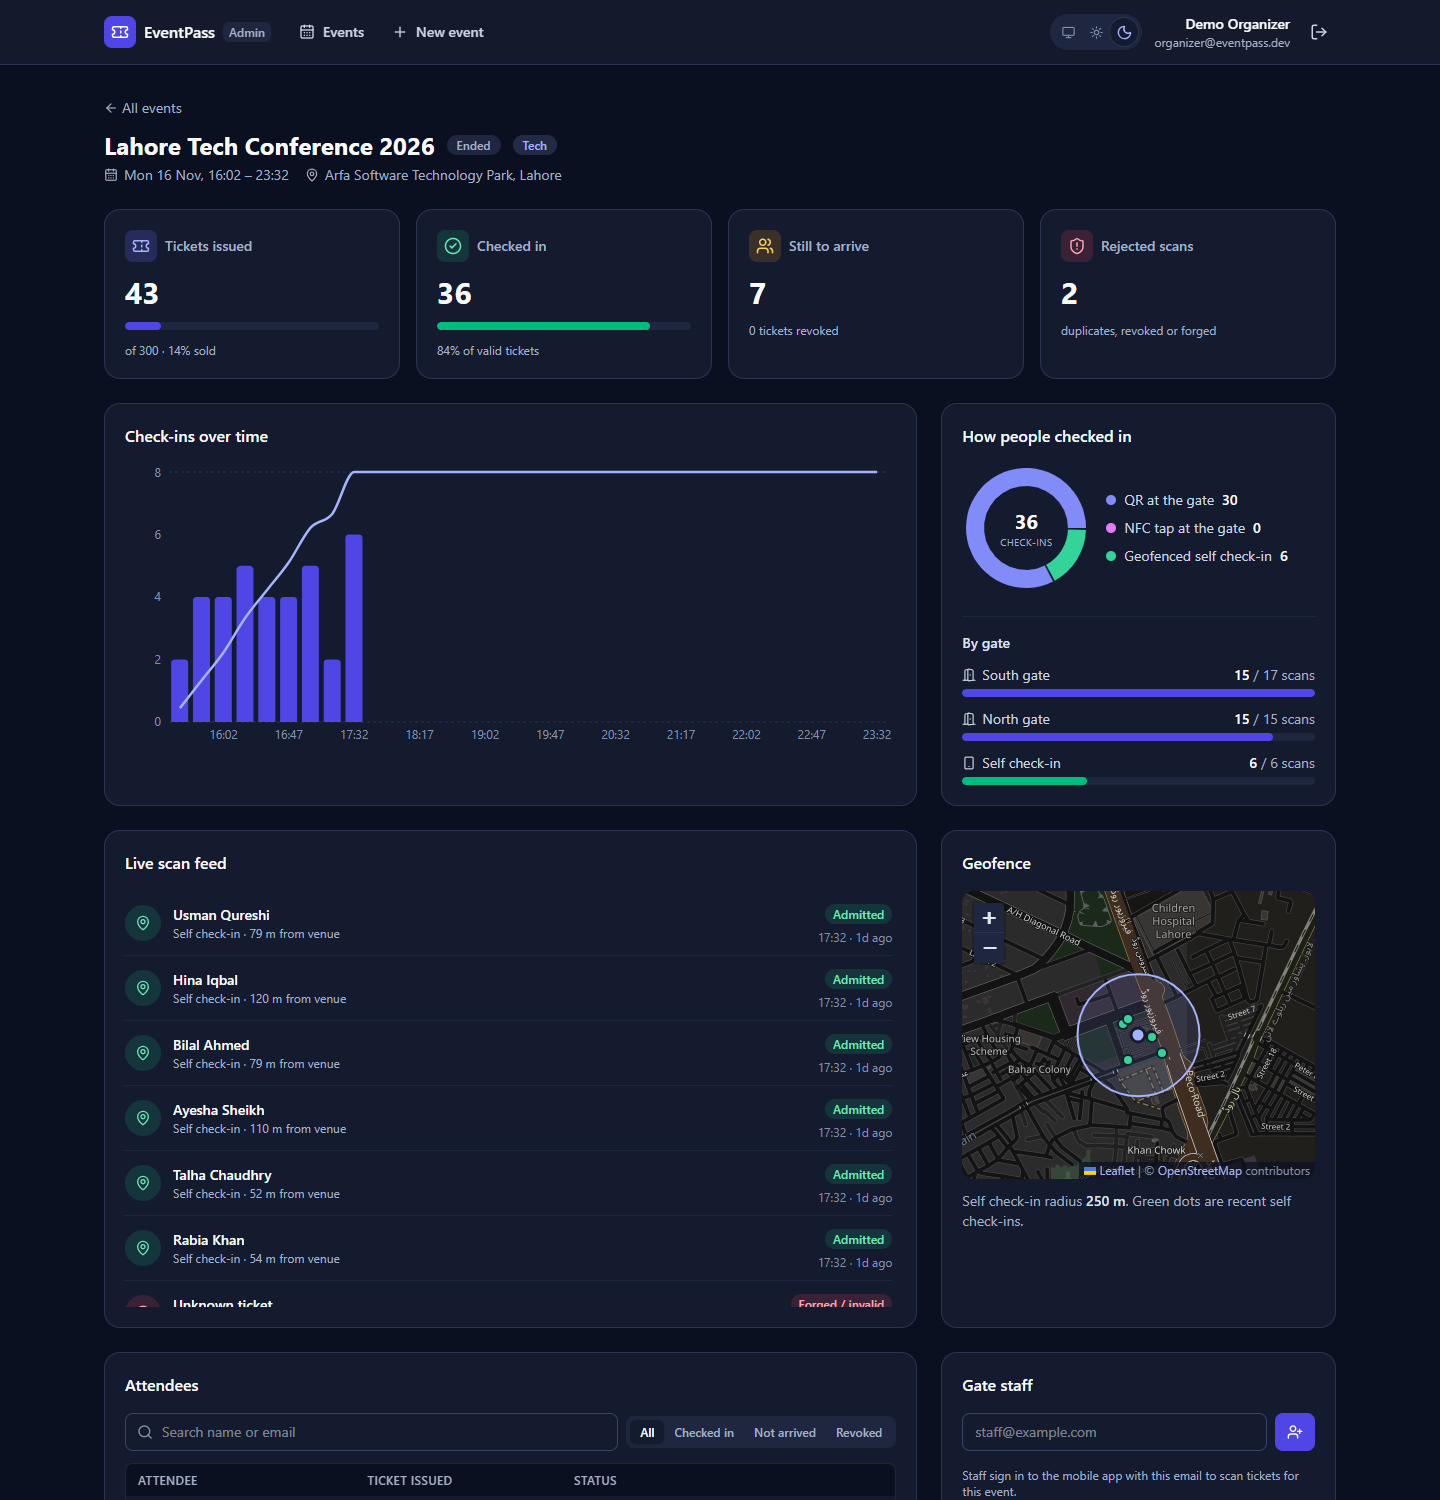 EventPass Admin Events New event Demo Organizer
organizer@eventpass.dev
All events
Lahore Tech Conference 2026 Ended Tech
Mon 16 Nov, 16:02 – 23:32 Arfa Software Technology Park, Lahore
Tickets issued
43
of 300 · 14% sold
Checked in
36
84% of valid tickets
Still to arrive
7
0 tickets revoked
Rejected scans
2
duplicates, revoked or forged
Check-ins over time
8
6
4
2
0
16:02 16:47 17:32 18:17 19:02 19:47 20:32 21:17 22:02 22:47 23:32
How people checked in
36
CHECK-INS
QR at the gate 30
NFC tap at the gate 0
Geofenced self check-in 6
By gate
South gate 15 / 17 scans
North gate 15 / 15 scans
Self check-in 6 / 6 scans
Live scan feed
Usman Qureshi Admitted
Self check-in · 79 m from venue 17:32 · 1d ago
Hina Iqbal Admitted
Self check-in · 120 m from venue 17:32 · 1d ago
Bilal Ahmed Admitted
Self check-in · 79 m from venue 17:32 · 1d ago
Ayesha Sheikh Admitted
Self check-in · 110 m from venue 17:32 · 1d ago
Talha Chaudhry Admitted
Self check-in · 52 m from venue 17:32 · 1d ago
Rabia Khan Admitted
Self check-in · 54 m from venue 17:32 · 1d ago
Unknown ticket Forged / invalid
Geofence
+
−
A/H Diagonal Road
Children
Hospital
Lahore
فیروزپور روڈ
Street 7
Housing
Scheme
Bahar Colony
Street 2
Peco Road
Street 18
Street
Street 2
Khan Chowk
Leaflet | © OpenStreetMap contributors
Self check-in radius 250 m. Green dots are recent self
check-ins.
Attendees
Search name or email All Checked in Not arrived Revoked
ATTENDEE TICKET ISSUED STATUS
Gate staff
staff@example.com
Staff sign in to the mobile app with this email to scan tickets for
this event.